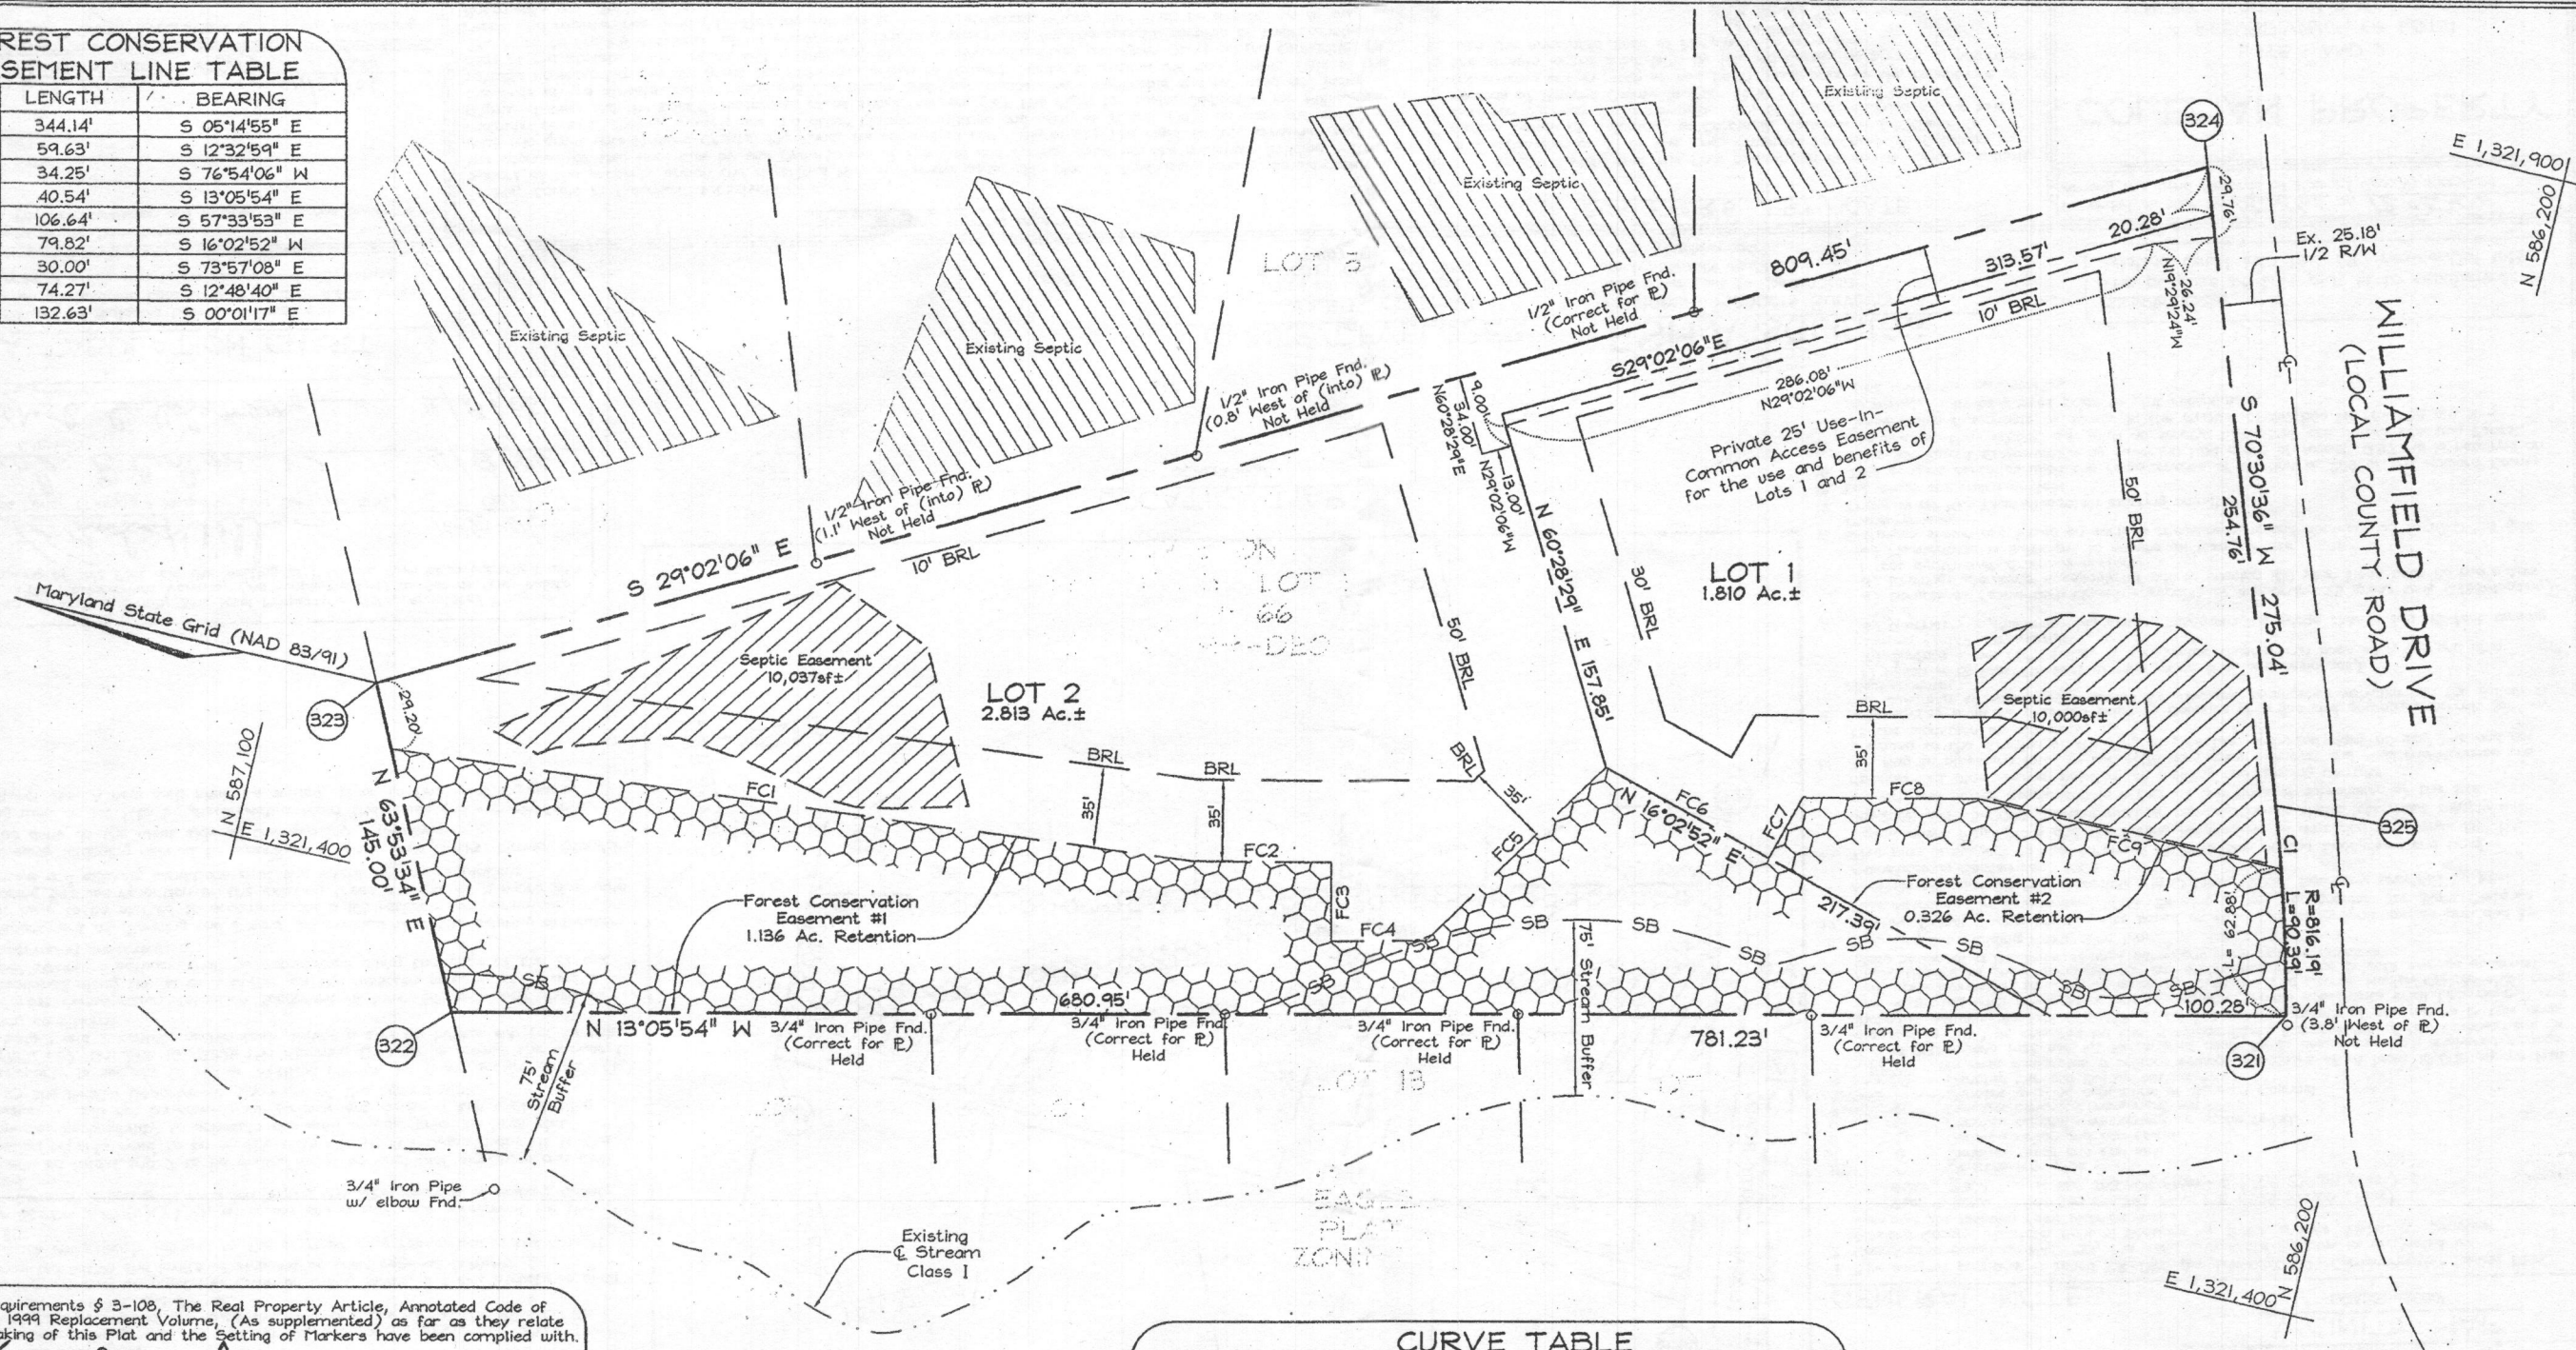 REST CONSERVATION
SEMENT LINE TABLE
LENGTH BEARING
344.14' S 05°14'55" E
59.63' S 12°32'59" E
34.25' S 76°54'06" W
40.54' S 13°05'54" E
106.64' S 57°33'53" E
79.82' S 16°02'52" W
30.00' S 73°57'08" E
74.27' S 12°48'40" E
132.63' S 00°01'17" E
Existing Septic
Existing Septic
Existing Septic
Existing Septic
LOT
324
E 1,321,900
N 586,200
29.76'
20.28'
Ex. 25.18'
1/2 R/W
26.24'
N19°29'24"W
809.45'
313.57'
10' BRL
1/2" Iron Pipe Fnd.
(Correct for ℄)
Not Held
S29°02'06"E
286.08'
N29°02'06"W
Private 25' Use-In-
Common Access Easement
for the use and benefits of
Lots 1 and 2
1/2" Iron Pipe Fnd.
(0.8' West of (into) ℄)
Not Held
9.00'
34.00'
N60°28'29"E
13.00'
N29°02'06"W
1/2" Iron Pipe Fnd.
(1.1' West of (into) ℄)
Not Held
S 29°02'06" E
10' BRL
N 60°28'29" E 157.85'
30' BRL
50' BRL
50' BRL
LOT 1
1.810 Ac.±
S 70°30'36" W 275.04'
254.76'
WILLIAMFIELD DRIVE
(LOCAL COUNTY ROAD)
Maryland State Grid (NAD 83/91)
323
29.20'
N 587,100
E 1,321,400
Septic Easement
10,037sf±
LOT 2
2.813 Ac.±
BRL
BRL
BRL
35'
35'
35'
Septic Easement
10,000sf±
BRL
35'
325
C1
N 63°53'34" E
145.00'
FC1
FC2
FC3
FC4
FC5
FC6
N 16°02'52" E
217.39'
FC7
FC8
FC9
Forest Conservation
Easement #1
1.136 Ac. Retention
Forest Conservation
Easement #2
0.326 Ac. Retention
R=816.19'
L=90.39'
L= 62.88'
SB
SB
SB
SB
SB
SB
SB
SB
SB
SB
680.95'
100.28'
322
N 13°05'54" W
781.23'
3/4" Iron Pipe Fnd.
(Correct for ℄)
Held
3/4" Iron Pipe Fnd.
(Correct for ℄)
Held
3/4" Iron Pipe Fnd.
(Correct for ℄)
Held
3/4" Iron Pipe Fnd.
(Correct for ℄)
Held
3/4" Iron Pipe Fnd.
(3.8' West of ℄)
Not Held
321
75'
Stream
Buffer
75' Stream Buffer
3/4" Iron Pipe
w/ elbow Fnd.
Existing
℄ Stream
Class I
PLAT
E 1,321,400
N 586,200
quirements § 3-108, The Real Property Article, Annotated Code of
1999 Replacement Volume, (As supplemented) as far as they relate
aking of this Plat and the Setting of Markers have been complied with.
CURVE TABLE